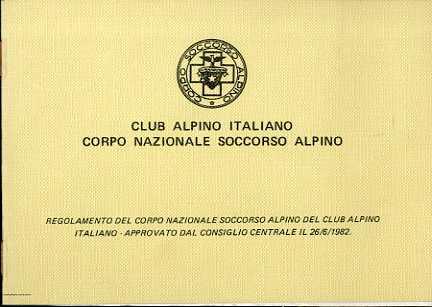 CORPO SOCCORSO ALPINO
CLUB ALPINO ITALIANO
CORPO NAZIONALE SOCCORSO ALPINO
REGOLAMENTO DEL CORPO NAZIONALE SOCCORSO ALPINO DEL CLUB ALPINO
ITALIANO - APPROVATO DAL CONSIGLIO CENTRALE IL 26/6/1982.